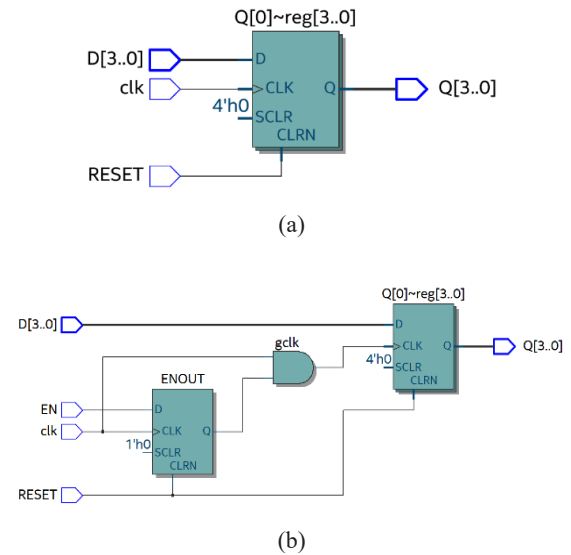 Q[0]~reg[3..0]
D[3..0]
D
clk
CLK
Q
Q[3..0]
4'h0
SCLR
CLRN
RESET
(a)
Q[0]~reg[3..0]
D[3..0]
D
gclk
CLK
Q
Q[3..0]
4'h0
SCLR
ENOUT
CLRN
EN
D
clk
CLK
Q
1'h0
SCLR
CLRN
RESET
(b)